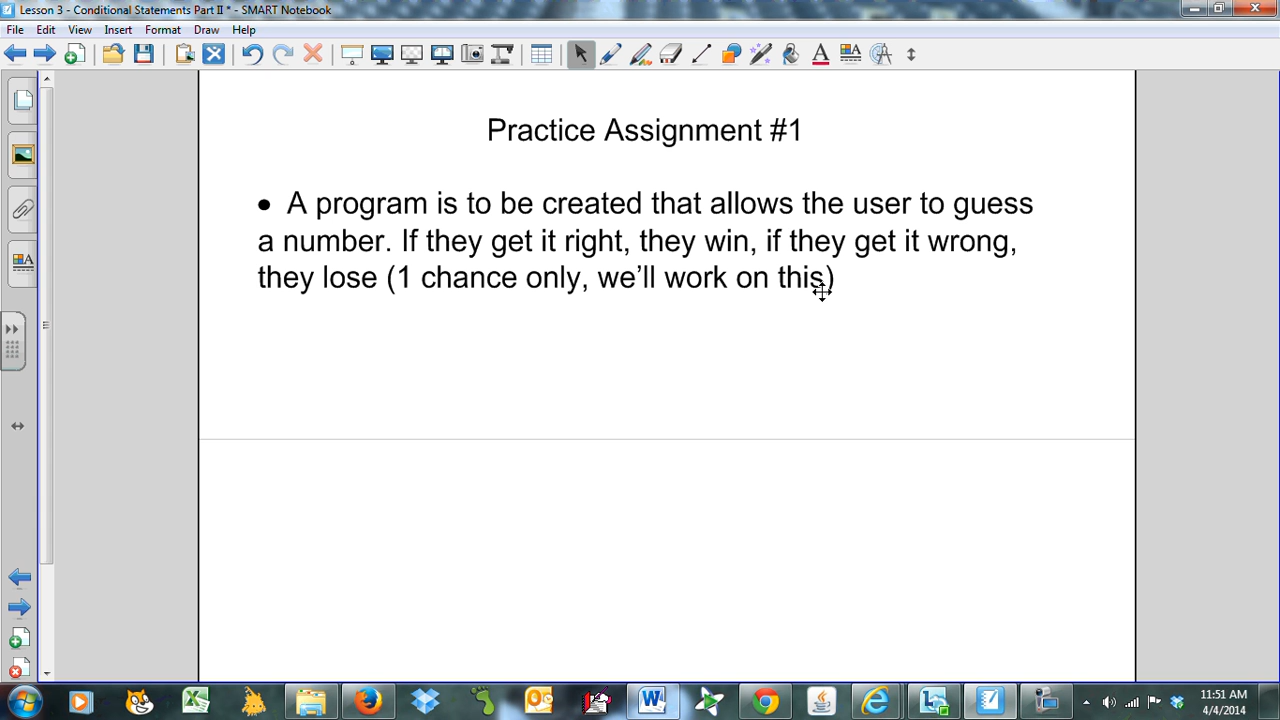 Lesson 3 - Conditional Statements Part II * - SMART Notebook
File Edit View Insert Format Draw Help
Practice Assignment #1
• A program is to be created that allows the user to guess
a number. If they get it right, they win, if they get it wrong,
they lose (1 chance only, we’ll work on this)
11:51 AM
4/4/2014